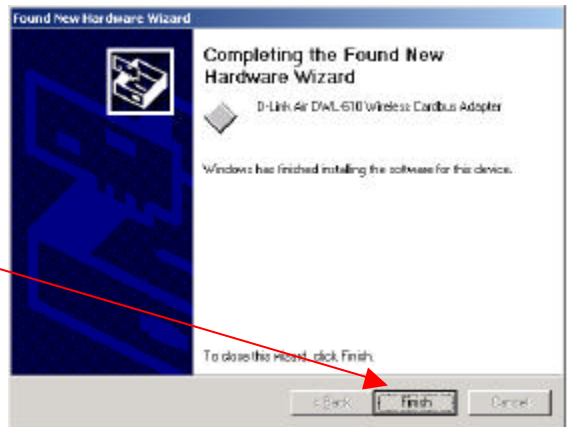 Found New Hardware Wizard
Completing the Found New
Hardware Wizard
D-Link Air DWL-610 Wireless Cardbus Adapter
Windows has finished installing the software for this device.
To close this wizard, click Finish.
< Back
Finish
Cancel